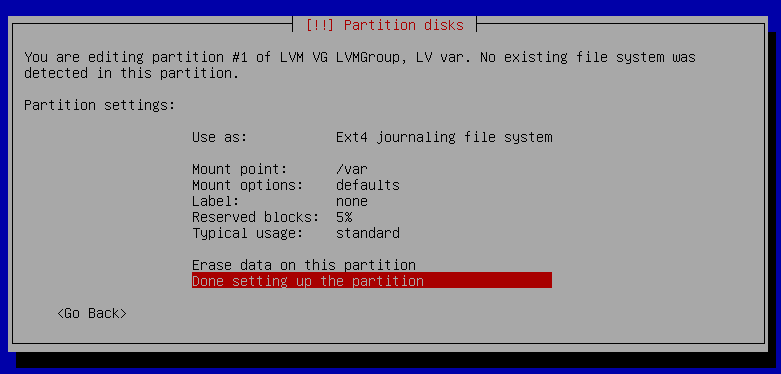 [!!] Partition disks
You are editing partition #1 of LVM VG LVMGroup, LV var. No existing file system was
detected in this partition.
Partition settings:
Use as: Ext4 journaling file system
Mount point: /var
Mount options: defaults
Label: none
Reserved blocks: 5%
Typical usage: standard
Erase data on this partition
Done setting up the partition
<Go Back>